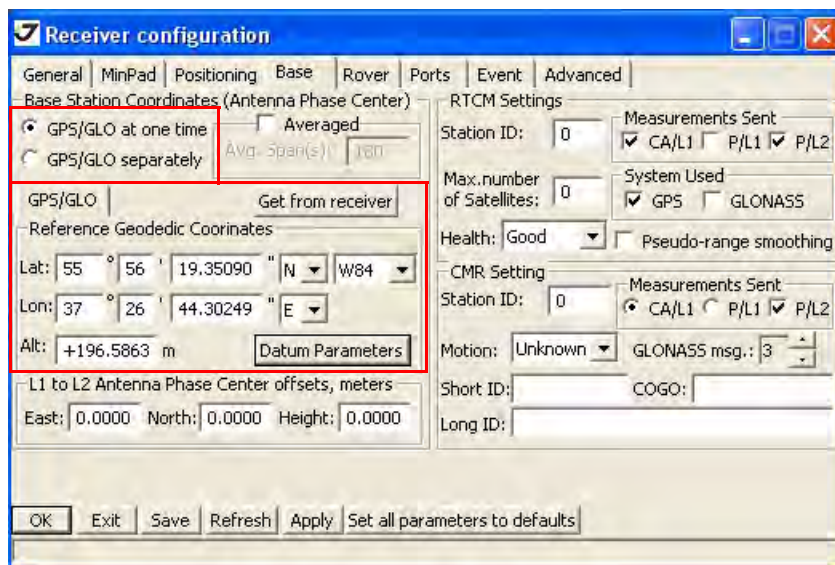 Receiver configuration
General MinPad Positioning Base Rover Ports Event Advanced
Base Station Coordinates (Antenna Phase Center)
GPS/GLO at one time
GPS/GLO separately
Averaged
Avg. Span(s): 180
GPS/GLO
Get from receiver
Reference Geodedic Coorinates
Lat: 55 ° 56 ' 19.35090 " N W84
Lon: 37 ° 26 ' 44.30249 " E
Alt: +196.5863 m
Datum Parameters
L1 to L2 Antenna Phase Center offsets, meters
East: 0.0000 North: 0.0000 Height: 0.0000
RTCM Settings
Station ID: 0
Measurements Sent
CA/L1 P/L1 P/L2
Max.number
of Satellites: 0
System Used
GPS GLONASS
Health: Good
Pseudo-range smoothing
CMR Setting
Station ID: 0
Measurements Sent
CA/L1 P/L1 P/L2
Motion: Unknown
GLONASS msg.: 3
Short ID:
COGO:
Long ID:
OK Exit Save Refresh Apply Set all parameters to defaults